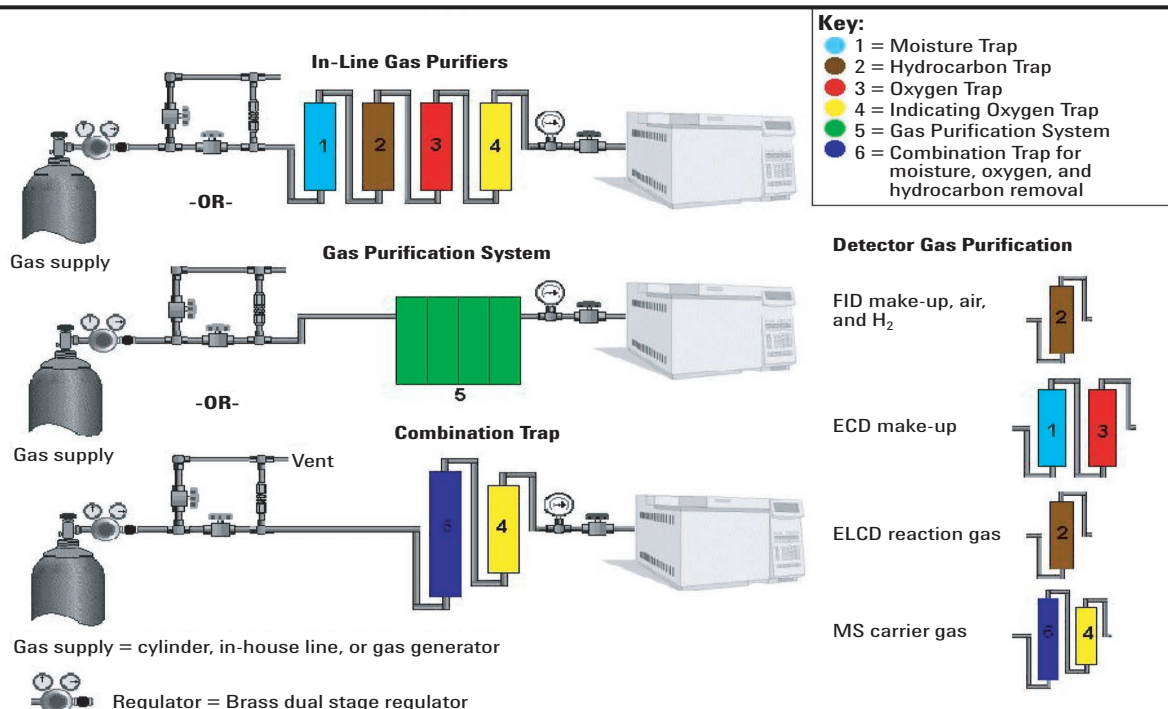 Key:
1 = Moisture Trap
2 = Hydrocarbon Trap
3 = Oxygen Trap
4 = Indicating Oxygen Trap
5 = Gas Purification System
6 = Combination Trap for
moisture, oxygen, and
hydrocarbon removal
In-Line Gas Purifiers
1
2
3
4
-OR-
Gas supply
Gas Purification System
5
-OR-
Gas supply
Combination Trap
Vent
6
4
Gas supply = cylinder, in-house line, or gas generator
Regulator = Brass dual stage regulator
Detector Gas Purification
FID make-up, air,
and H₂
2
ECD make-up
1
3
ELCD reaction gas
2
MS carrier gas
6
4